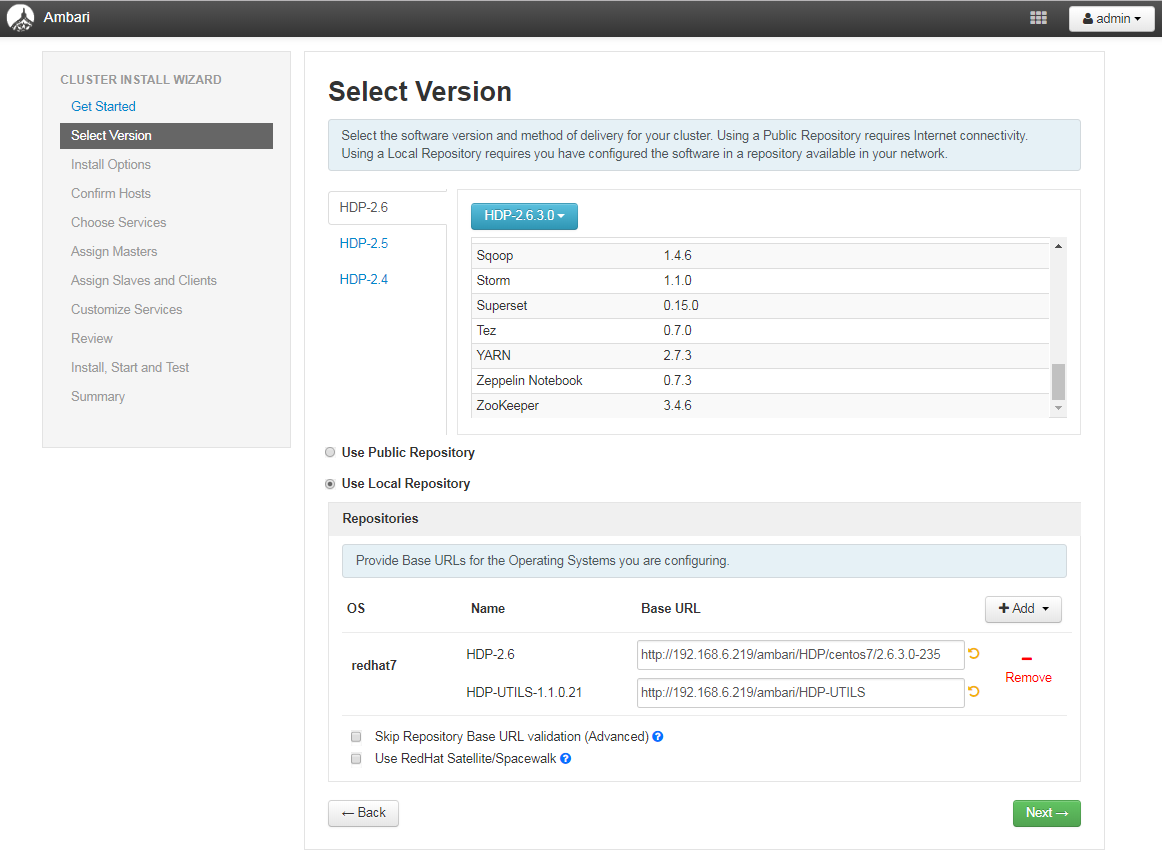 Ambari
admin
CLUSTER INSTALL WIZARD
Get Started
Select Version
Install Options
Confirm Hosts
Choose Services
Assign Masters
Assign Slaves and Clients
Customize Services
Review
Install, Start and Test
Summary
Select Version
Select the software version and method of delivery for your cluster. Using a Public Repository requires Internet connectivity.
Using a Local Repository requires you have configured the software in a repository available in your network.
HDP-2.6
HDP-2.5
HDP-2.4
HDP-2.6.3.0
Sqoop 1.4.6
Storm 1.1.0
Superset 0.15.0
Tez 0.7.0
YARN 2.7.3
Zeppelin Notebook 0.7.3
ZooKeeper 3.4.6
Use Public Repository
Use Local Repository
Repositories
Provide Base URLs for the Operating Systems you are configuring.
OS Name Base URL + Add
redhat7
HDP-2.6 http://192.168.6.219/ambari/HDP/centos7/2.6.3.0-235
HDP-UTILS-1.1.0.21 http://192.168.6.219/ambari/HDP-UTILS
Remove
Skip Repository Base URL validation (Advanced) ?
Use RedHat Satellite/Spacewalk ?
← Back
Next →